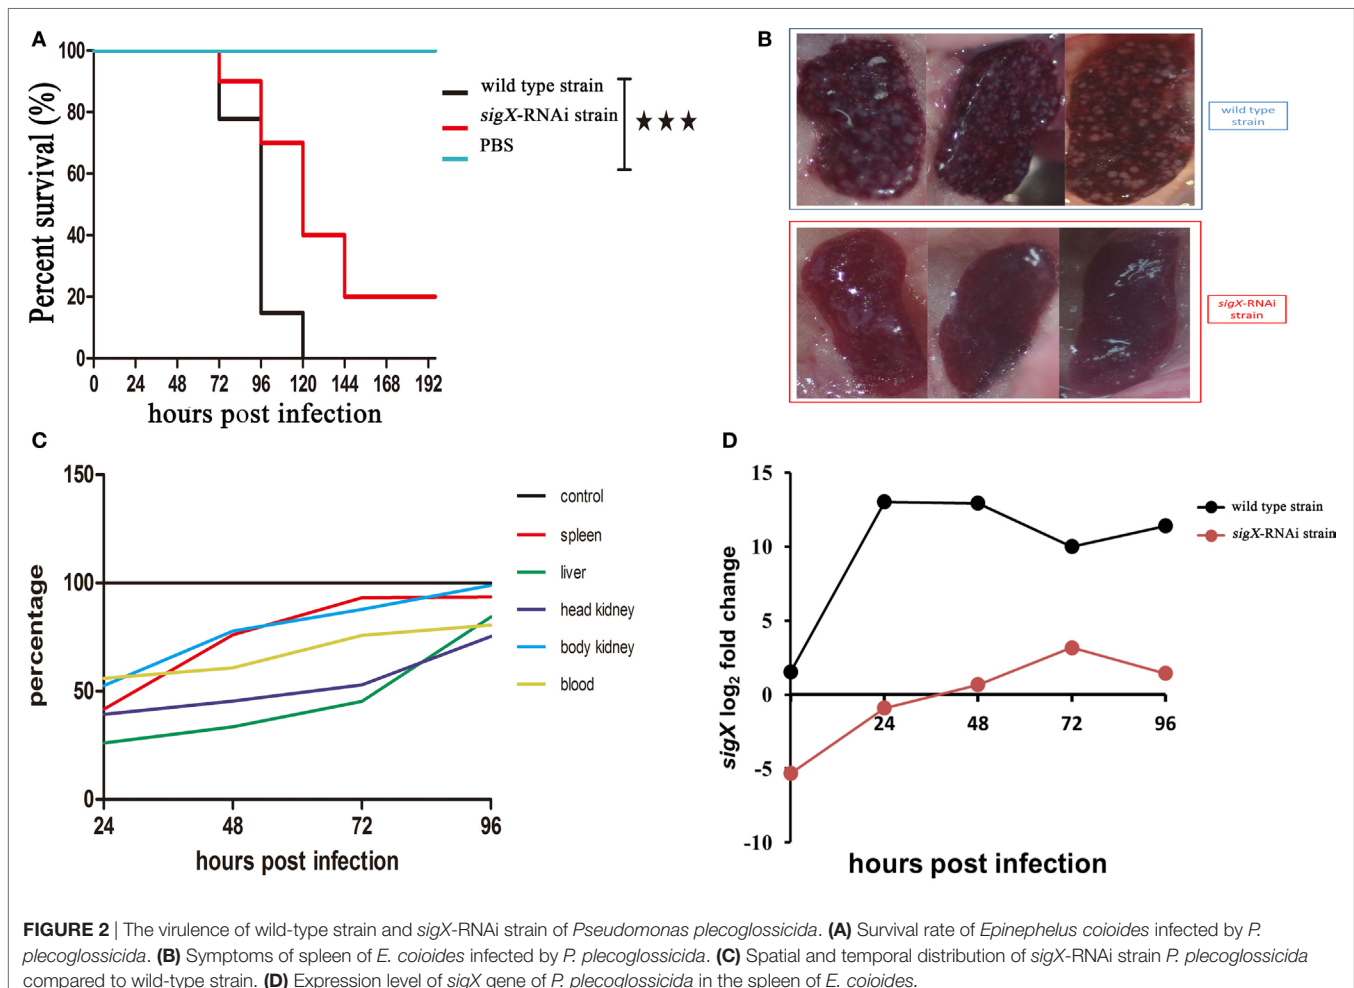 A
100
80
60
40
20
0
Percent survival (%)
0 24 48 72 96 120 144 168 192
hours post infection
wild type strain
sigX-RNAi strain
PBS
★★★
B
wild type
strain
sigX-RNAi
strain
C
150
100
50
0
percentage
24 48 72 96
hours post infection
control
spleen
liver
head kidney
body kidney
blood
D
15
10
5
0
-5
-10
sigX log2 fold change
24 48 72 96
hours post infection
wild type strain
sigX-RNAi strain
FIGURE 2 | The virulence of wild-type strain and sigX-RNAi strain of Pseudomonas plecoglossicida. (A) Survival rate of Epinephelus coioides infected by P.
plecoglossicida. (B) Symptoms of spleen of E. coioides infected by P. plecoglossicida. (C) Spatial and temporal distribution of sigX-RNAi strain P. plecoglossicida
compared to wild-type strain. (D) Expression level of sigX gene of P. plecoglossicida in the spleen of E. coioides.